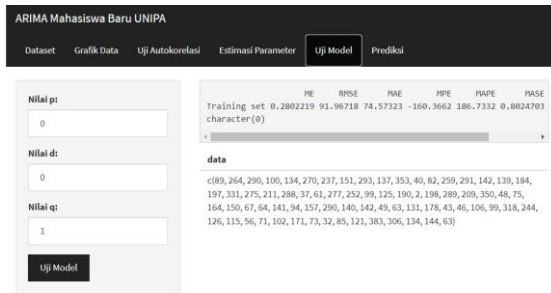 ARIMA Mahasiswa Baru UNIPA
Dataset Grafik Data Uji Autokorelasi Estimasi Parameter Uji Model Prediksi
Nilai p:
0
Nilai d:
0
Nilai q:
1
Uji Model
ME RMSE MAE MPE MAPE MASE
Training set 0.2802219 91.96718 74.57323 -160.3662 186.7332 0.8024703
character(0)
data
c(89, 264, 290, 100, 134, 270, 237, 151, 293, 137, 353, 40, 82, 259, 291, 142, 139, 184,
197, 331, 275, 211, 288, 37, 61, 277, 252, 99, 125, 190, 2, 198, 289, 209, 350, 48, 75,
164, 150, 67, 64, 141, 94, 157, 290, 140, 142, 49, 63, 131, 178, 43, 46, 106, 99, 318, 244,
126, 115, 56, 71, 102, 171, 73, 32, 85, 121, 383, 306, 134, 144, 63)